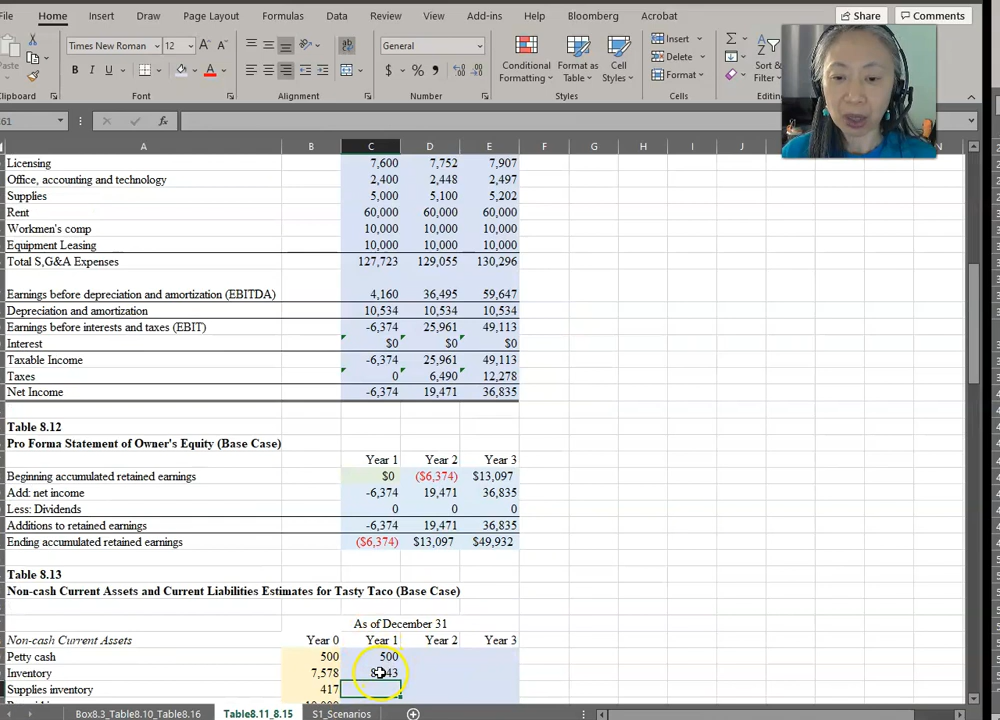 File Home Insert Draw Page Layout Formulas Data Review View Add-ins Help Bloomberg Acrobat Share Comments
Times New Roman 12 General Insert
Paste B I U A $ % 9 Conditional Formatting Format as Table Cell Styles Delete Format Sort & Filter
Clipboard Font Alignment Number Styles Cells
A B C D E F G H I J K
Licensing 7,600 7,752 7,907
Office, accounting and technology 2,400 2,448 2,497
Supplies 5,000 5,100 5,202
Rent 60,000 60,000 60,000
Workmen's comp 10,000 10,000 10,000
Equipment Leasing 10,000 10,000 10,000
Total S,G&A Expenses 127,723 129,055 130,296
Earnings before depreciation and amortization (EBITDA) 4,160 36,495 59,647
Depreciation and amortization 10,534 10,534 10,534
Earnings before interests and taxes (EBIT) -6,374 25,961 49,113
Interest $0 $0 $0
Taxable Income -6,374 25,961 49,113
Taxes 0 6,490 12,278
Net Income -6,374 19,471 36,835
Table 8.12
Pro Forma Statement of Owner's Equity (Base Case)
Year 1 Year 2 Year 3
Beginning accumulated retained earnings $0 ($6,374) $13,097
Add: net income -6,374 19,471 36,835
Less: Dividends 0 0 0
Additions to retained earnings -6,374 19,471 36,835
Ending accumulated retained earnings ($6,374) $13,097 $49,932
Table 8.13
Non-cash Current Assets and Current Liabilities Estimates for Tasty Taco (Base Case)
As of December 31
Non-cash Current Assets Year 0 Year 1 Year 2 Year 3
Petty cash 500 500
Inventory 7,578
Supplies inventory 417
Box8.3_Table8.10_Table8.16 Table8.11_8.15 S1_Scenarios